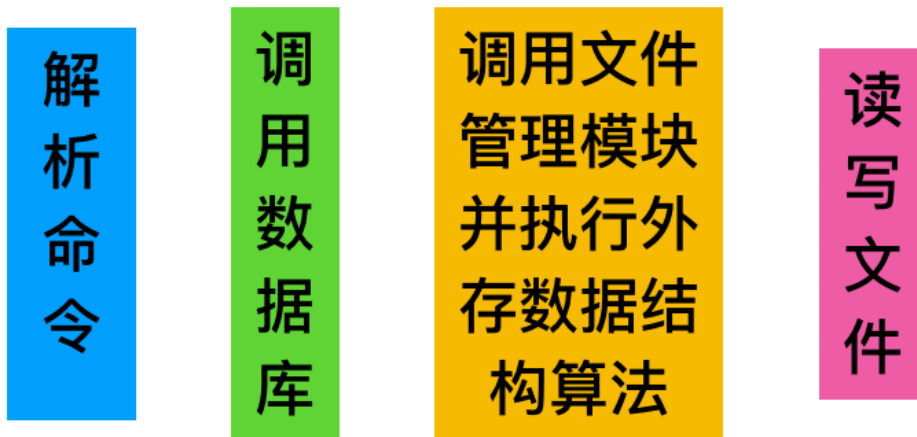 解
析
命
令
调
用
数
据
库
调用文件
管理模块
并执行外
存数据结
构算法
读
写
文
件